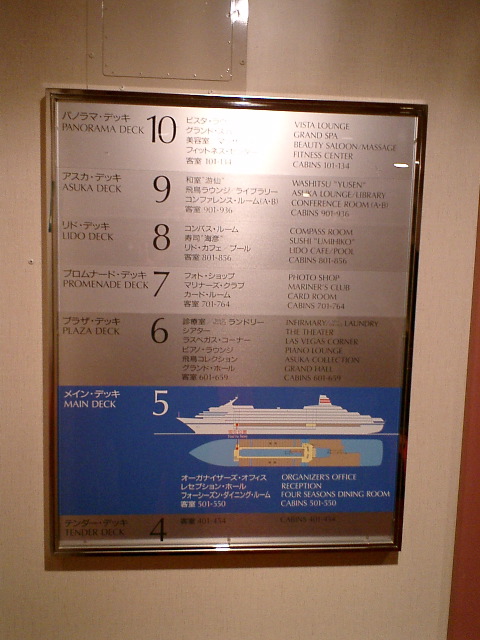 パノラマ・デッキ
PANORAMA DECK
10
グランド・
美容室
フィットネス・
客室 101-134
VISTA LOUNGE
GRAND SPA
BEAUTY SALOON/MASSAGE
FITNESS CENTER
CABINS 101-134
アスカ・デッキ
ASUKA DECK
9
和室"游仙"
飛鳥ラウンジ/ライブラリー
コンファレンス・ルーム(A・B)
客室 901-936
WASHITSU "YUSEN"
ASUKA LOUNGE/LIBRARY
CONFERENCE ROOM (A・B)
CABINS 901-936
リド・デッキ
LIDO DECK
8
コンパス・ルーム
寿司"海彦"
リド・カフェ/プール
客室 801-856
COMPASS ROOM
SUSHI "UMIHIKO"
LIDO CAFE/POOL
CABINS 801-856
プロムナード・デッキ
PROMENADE DECK
7
フォト・ショップ
マリナーズ・クラブ
カード・ルーム
客室 701-764
PHOTO SHOP
MARINER'S CLUB
CARD ROOM
CABINS 701-764
プラザ・デッキ
PLAZA DECK
6
診療室 ランドリー
シアター
ラスベガス・コーナー
ピアノ・ラウンジ
飛鳥コレクション
グランド・ホール
客室 601-659
INFIRMARY LAUNDRY
THE THEATER
LAS VEGAS CORNER
PIANO LOUNGE
ASUKA COLLECTION
GRAND HALL
CABINS 601-659
メイン・デッキ
MAIN DECK
5
You're here
オーガナイザーズ・オフィス
レセプション・ホール
フォーシーズン・ダイニング・ルーム
客室 501-550
ORGANIZER'S OFFICE
RECEPTION
FOUR SEASONS DINING ROOM
CABINS 501-550
テンダー・デッキ
TENDER DECK
4
客室 401-454
CABINS 401-454